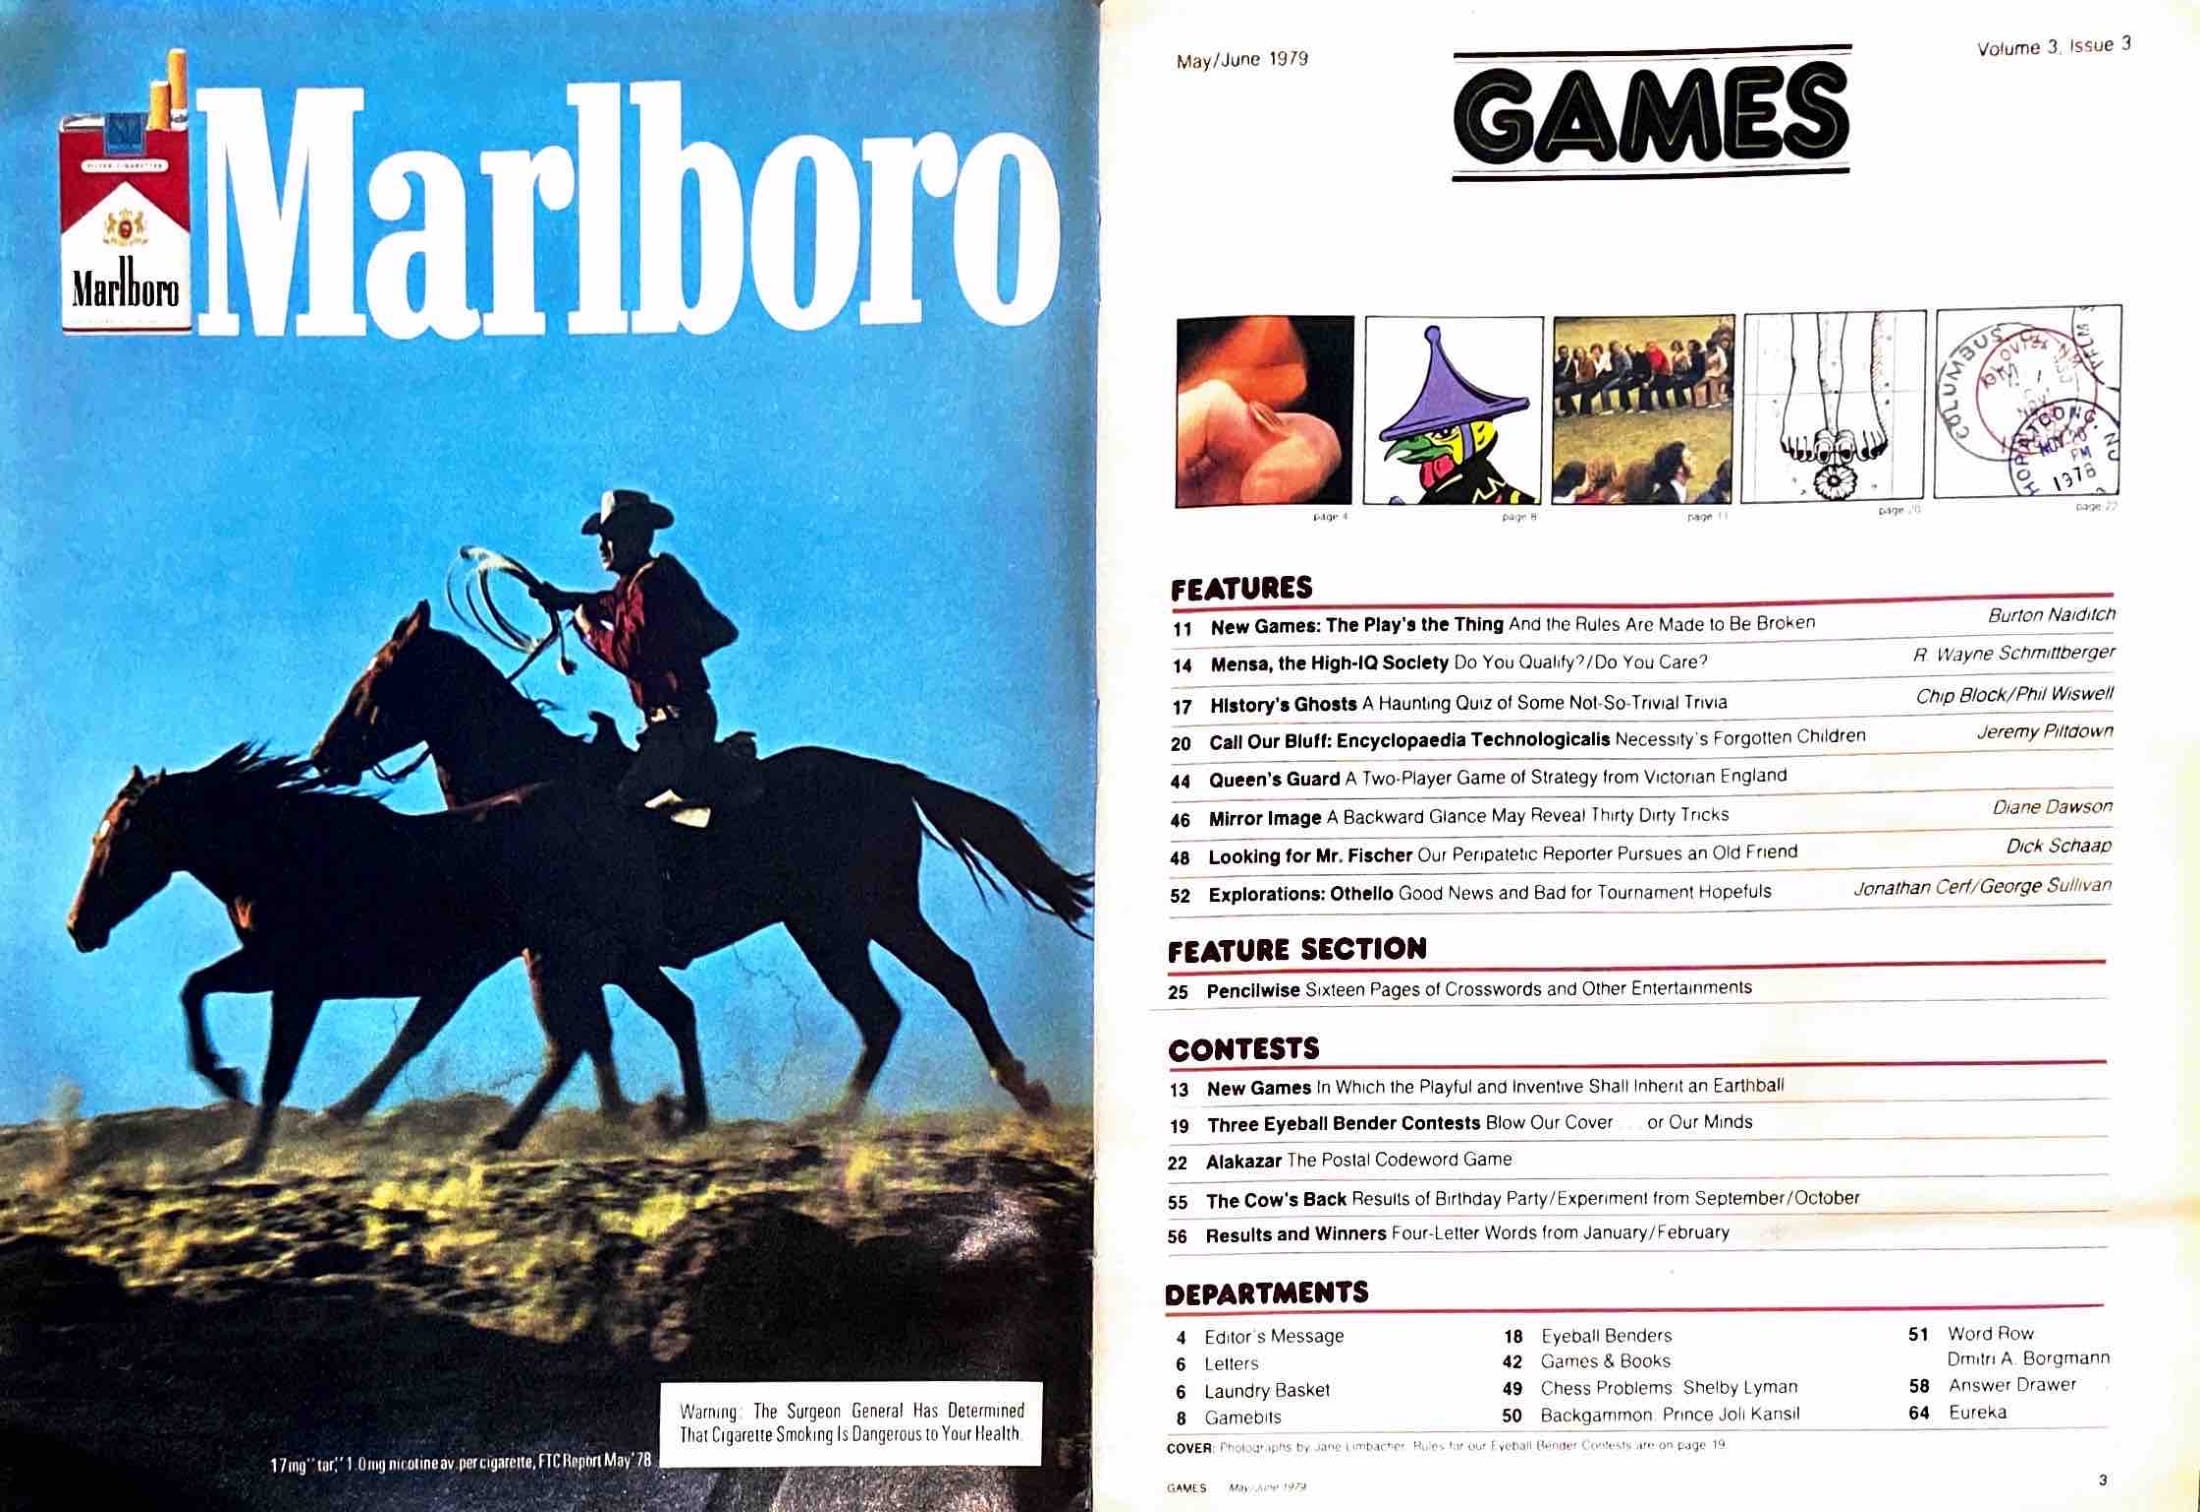 Marlboro
Marlboro
17 mg "tar," 1.0 mg nicotine av. per cigarette, FTC Report May '78
Warning: The Surgeon General Has Determined
That Cigarette Smoking Is Dangerous to Your Health.
May/June 1979
Volume 3, Issue 3
GAMES
COLUMBUS
HOPATCONG, NJ
PM
1978
page 4
page 8
page 11
page 20
page 22
FEATURES
11 New Games: The Play's the Thing And the Rules Are Made to Be Broken Burton Naiditch
14 Mensa, the High-IQ Society Do You Qualify?/Do You Care? R. Wayne Schmittberger
17 History's Ghosts A Haunting Quiz of Some Not-So-Trivial Trivia Chip Block/Phil Wiswell
20 Call Our Bluff: Encyclopaedia Technologicalis Necessity's Forgotten Children Jeremy Piltdown
44 Queen's Guard A Two-Player Game of Strategy from Victorian England
46 Mirror Image A Backward Glance May Reveal Thirty Dirty Tricks Diane Dawson
48 Looking for Mr. Fischer Our Peripatetic Reporter Pursues an Old Friend Dick Schaap
52 Explorations: Othello Good News and Bad for Tournament Hopefuls Jonathan Cerf/George Sullivan
FEATURE SECTION
25 Pencilwise Sixteen Pages of Crosswords and Other Entertainments
CONTESTS
13 New Games In Which the Playful and Inventive Shall Inherit an Earthball
19 Three Eyeball Bender Contests Blow Our Cover . . . or Our Minds
22 Alakazar The Postal Codeword Game
55 The Cow's Back Results of Birthday Party/Experiment from September/October
56 Results and Winners Four-Letter Words from January/February
DEPARTMENTS
4 Editor's Message
6 Letters
6 Laundry Basket
8 Gamebits
18 Eyeball Benders
42 Games & Books
49 Chess Problems: Shelby Lyman
50 Backgammon: Prince Joli Kansil
51 Word Row
Dmitri A. Borgmann
58 Answer Drawer
64 Eureka
COVER: Photographs by Jane Limbacher. Rules for our Eyeball Bender Contests are on page 19.
GAMES May/June 1979
3